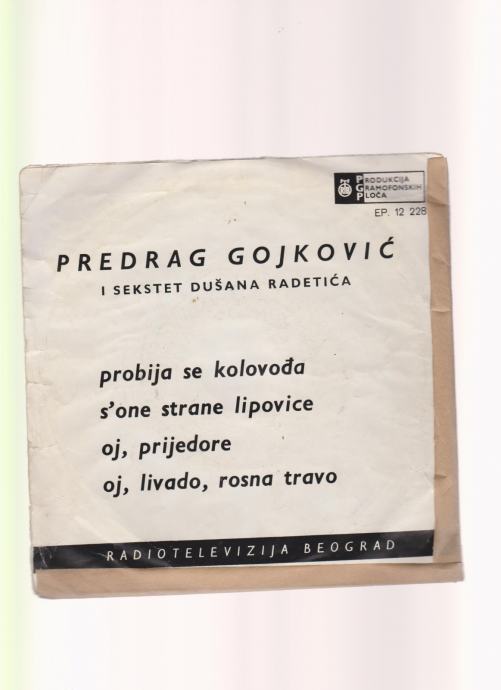 PRODUKCIJA
GRAMOFONSKIH
PLOČA
EP. 12 228
PREDRAG GOJKOVIĆ
I SEKSTET DUŠANA RADETIĆA
probija se kolovođa
s'one strane lipovice
oj, prijedore
oj, livado, rosna travo
RADIOTELEVIZIJA BEOGRAD